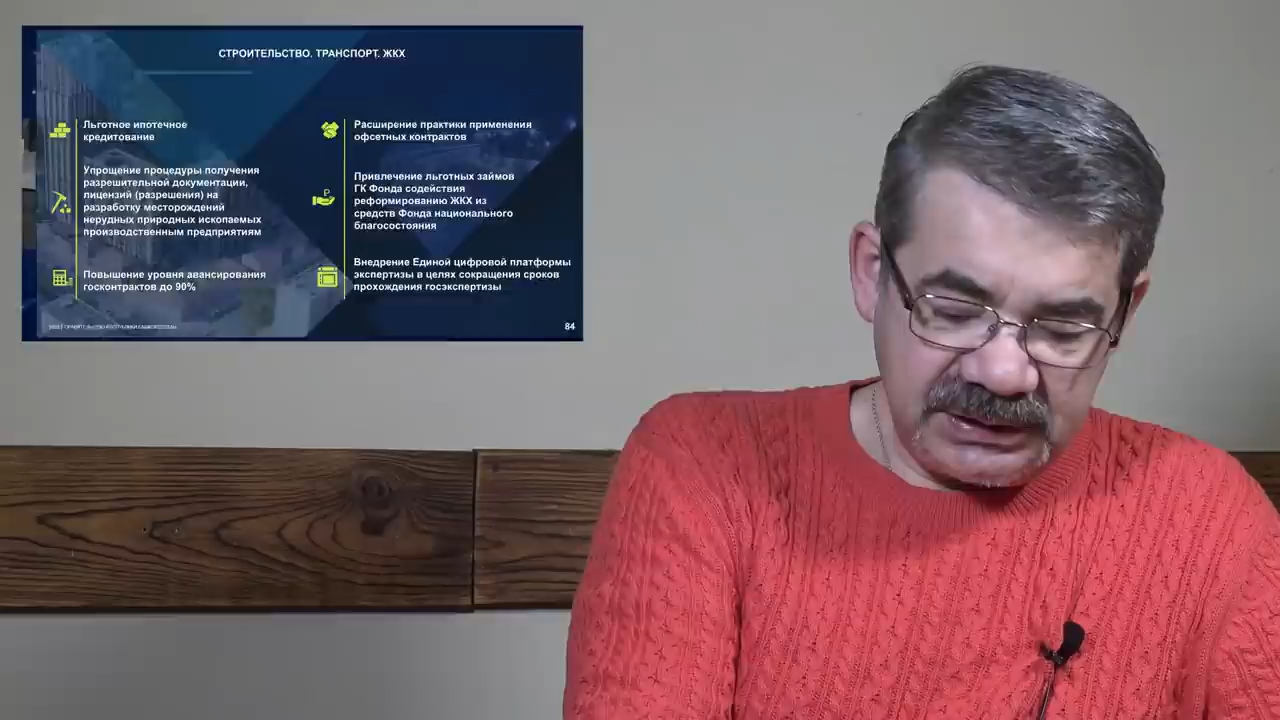 СТРОИТЕЛЬСТВО. ТРАНСПОРТ. ЖКХ
Льготное ипотечное
кредитование
Упрощение процедуры получения
разрешительной документации,
лицензий (разрешения) на
разработку месторождений
нерудных природных ископаемых
производственным предприятиям
Повышение уровня авансирования
госконтрактов до 90%
Расширение практики применения
офсетных контрактов
Привлечение льготных займов
ГК Фонда содействия
реформированию ЖКХ из
средств Фонда национального
благосостояния
Внедрение Единой цифровой платформы
экспертизы в целях сокращения сроков
прохождения госэкспертизы
84